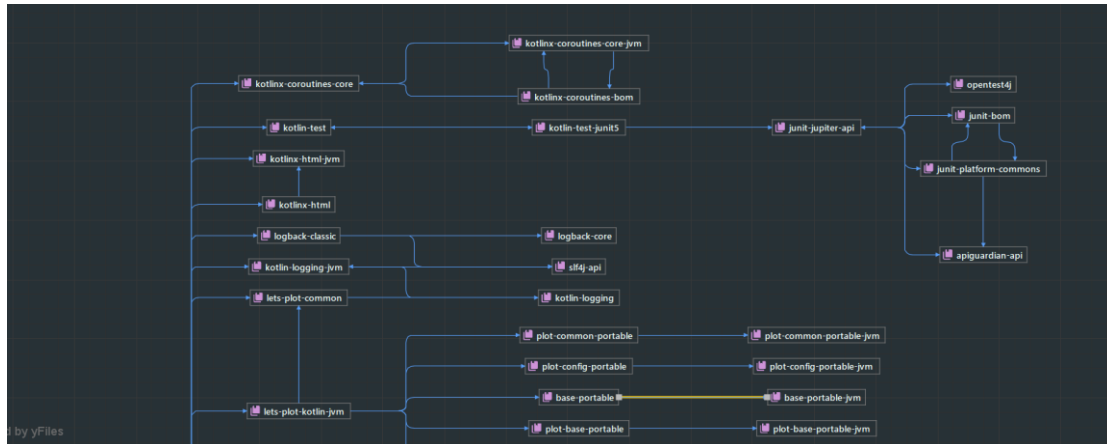 kotlinx-coroutines-core-jvm
kotlinx-coroutines-core
opentest4j
kotlinx-coroutines-bom
junit-bom
kotlin-test
kotlin-test-junit5
junit-jupiter-api
kotlinx-html-jvm
junit-platform-commons
kotlinx-html
logback-classic
logback-core
apiguardian-api
kotlin-logging-jvm
slf4j-api
lets-plot-common
kotlin-logging
plot-common-portable
plot-common-portable-jvm
plot-config-portable
plot-config-portable-jvm
base-portable
base-portable-jvm
lets-plot-kotlin-jvm
plot-base-portable
plot-base-portable-jvm
d by yFiles